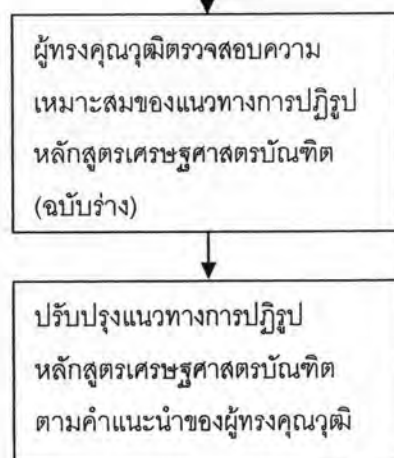 ผู้ทรงคุณวุฒิตรวจสอบความ
เหมาะสมของแนวทางการปฏิรูป
หลักสูตรเศรษฐศาสตรบัณฑิต
(ฉบับร่าง)
ปรับปรุงแนวทางการปฏิรูป
หลักสูตรเศรษฐศาสตรบัณฑิต
ตามคำแนะนำของผู้ทรงคุณวุฒิ